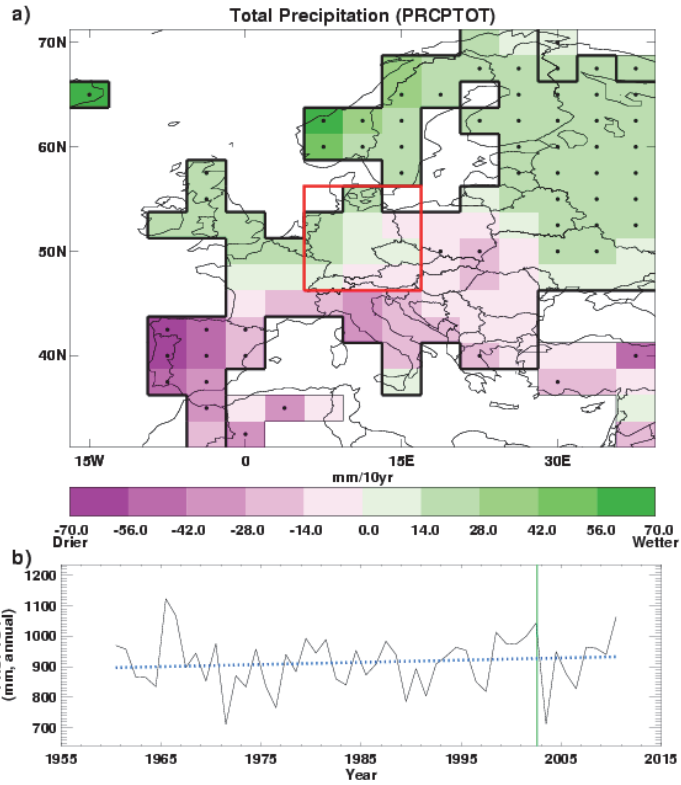 a) Total Precipitation (PRCPTOT)
70N
60N
50N
40N
15W 0 15E 30E
mm/10yr
-70.0 -56.0 -42.0 -28.0 -14.0 0.0 14.0 28.0 42.0 56.0 70.0
Drier Wetter
b)
1200
1100
1000
900
800
700
(mm, annual)
1955 1965 1975 1985 1995 2005 2015
Year